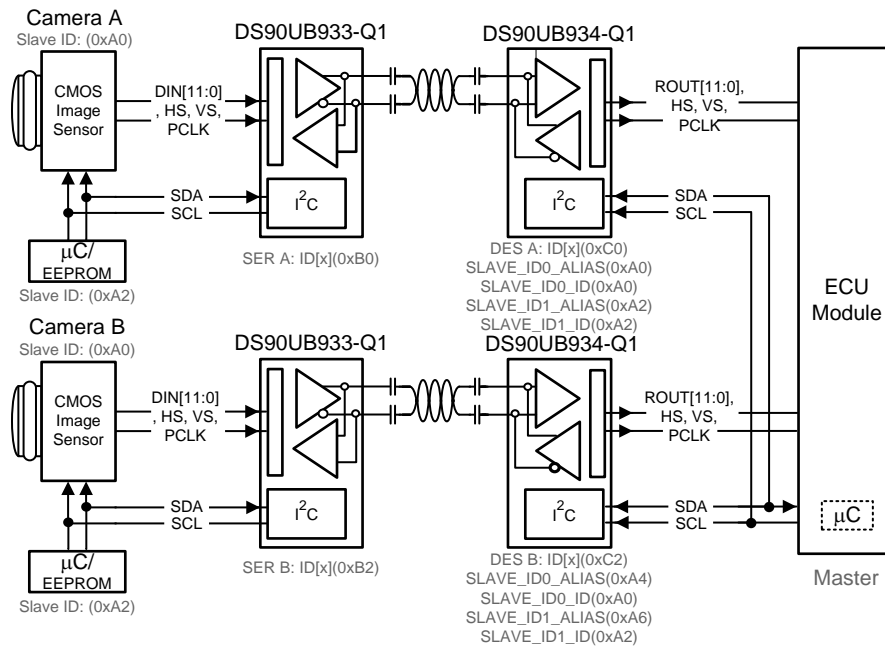 Camera A
Slave ID: (0xA0)
CMOS
Image
Sensor
DIN[11:0]
, HS, VS,
PCLK
SDA
SCL
µC/
EEPROM
Slave ID: (0xA2)
DS90UB933-Q1
I²C
SER A: ID[x](0xB0)
DS90UB934-Q1
I²C
DES A: ID[x](0xC0)
SLAVE_ID0_ALIAS(0xA0)
SLAVE_ID0_ID(0xA0)
SLAVE_ID1_ALIAS(0xA2)
SLAVE_ID1_ID(0xA2)
ROUT[11:0],
HS, VS,
PCLK
SDA
SCL
Camera B
Slave ID: (0xA0)
CMOS
Image
Sensor
DIN[11:0]
, HS, VS,
PCLK
SDA
SCL
µC/
EEPROM
Slave ID: (0xA2)
DS90UB933-Q1
I²C
SER B: ID[x](0xB2)
DS90UB934-Q1
I²C
DES B: ID[x](0xC2)
SLAVE_ID0_ALIAS(0xA4)
SLAVE_ID0_ID(0xA0)
SLAVE_ID1_ALIAS(0xA6)
SLAVE_ID1_ID(0xA2)
ROUT[11:0],
HS, VS,
PCLK
SDA
SCL
ECU
Module
µC
Master